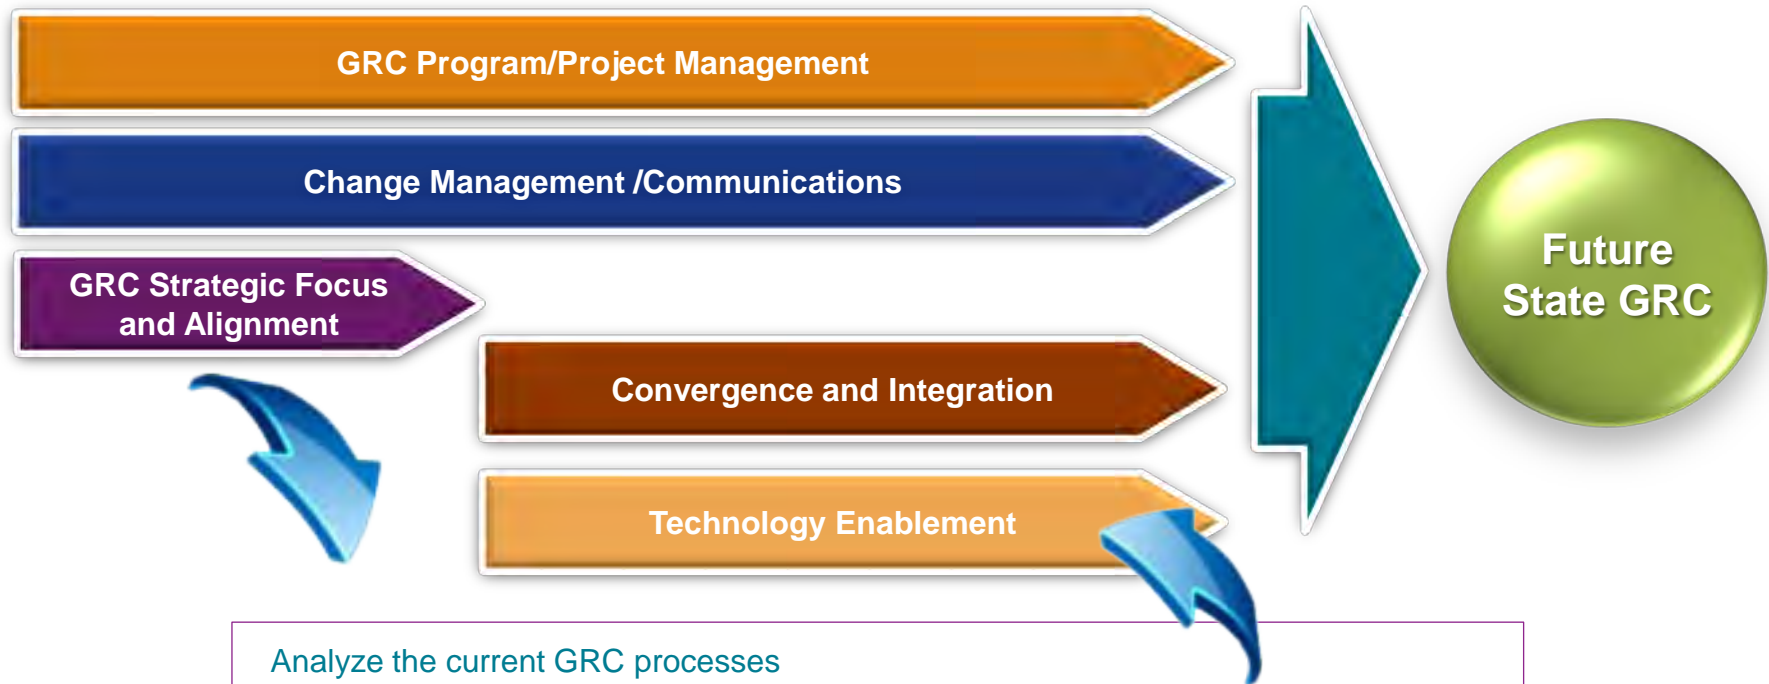 GRC Program/Project Management
Change Management /Communications
GRC Strategic Focus
and Alignment
Convergence and Integration
Technology Enablement
Future
State GRC
Analyze the current GRC processes